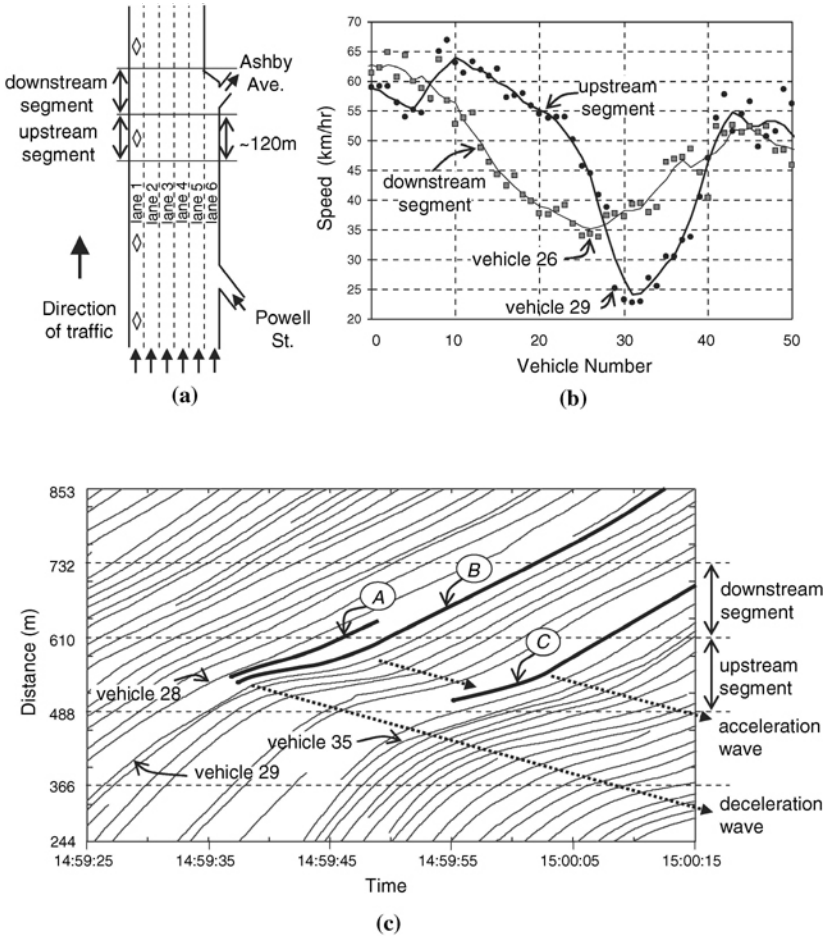 downstream
segment
upstream
segment
Ashby
Ave.
~120m
lane 1
lane 2
lane 3
lane 4
lane 5
lane 6
Direction
of traffic
Powell
St.
(a)
70
65
60
55
50
45
40
35
30
25
20
Speed (km/hr)
upstream
segment
downstream
segment
vehicle 26
vehicle 29
0 10 20 30 40 50
Vehicle Number
(b)
853
732
610
488
366
244
Distance (m)
A
B
C
vehicle 28
vehicle 35
vehicle 29
downstream
segment
upstream
segment
acceleration
wave
deceleration
wave
14:59:25 14:59:35 14:59:45 14:59:55 15:00:05 15:00:15
Time
(c)